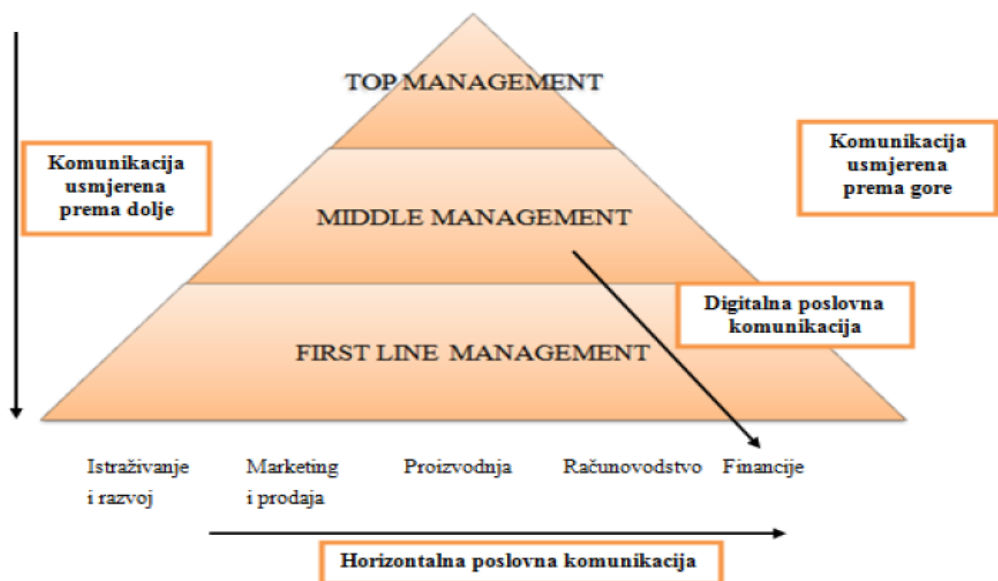 TOP MANAGEMENT
Komunikacija
usmjerena
prema dolje
Komunikacija
usmjerena
prema gore
MIDDLE MANAGEMENT
Digitalna poslovna
komunikacija
FIRST LINE MANAGEMENT
Istraživanje
i razvoj
Marketing
i prodaja
Proizvodnja
Računovodstvo
Financije
Horizontalna poslovna komunikacija